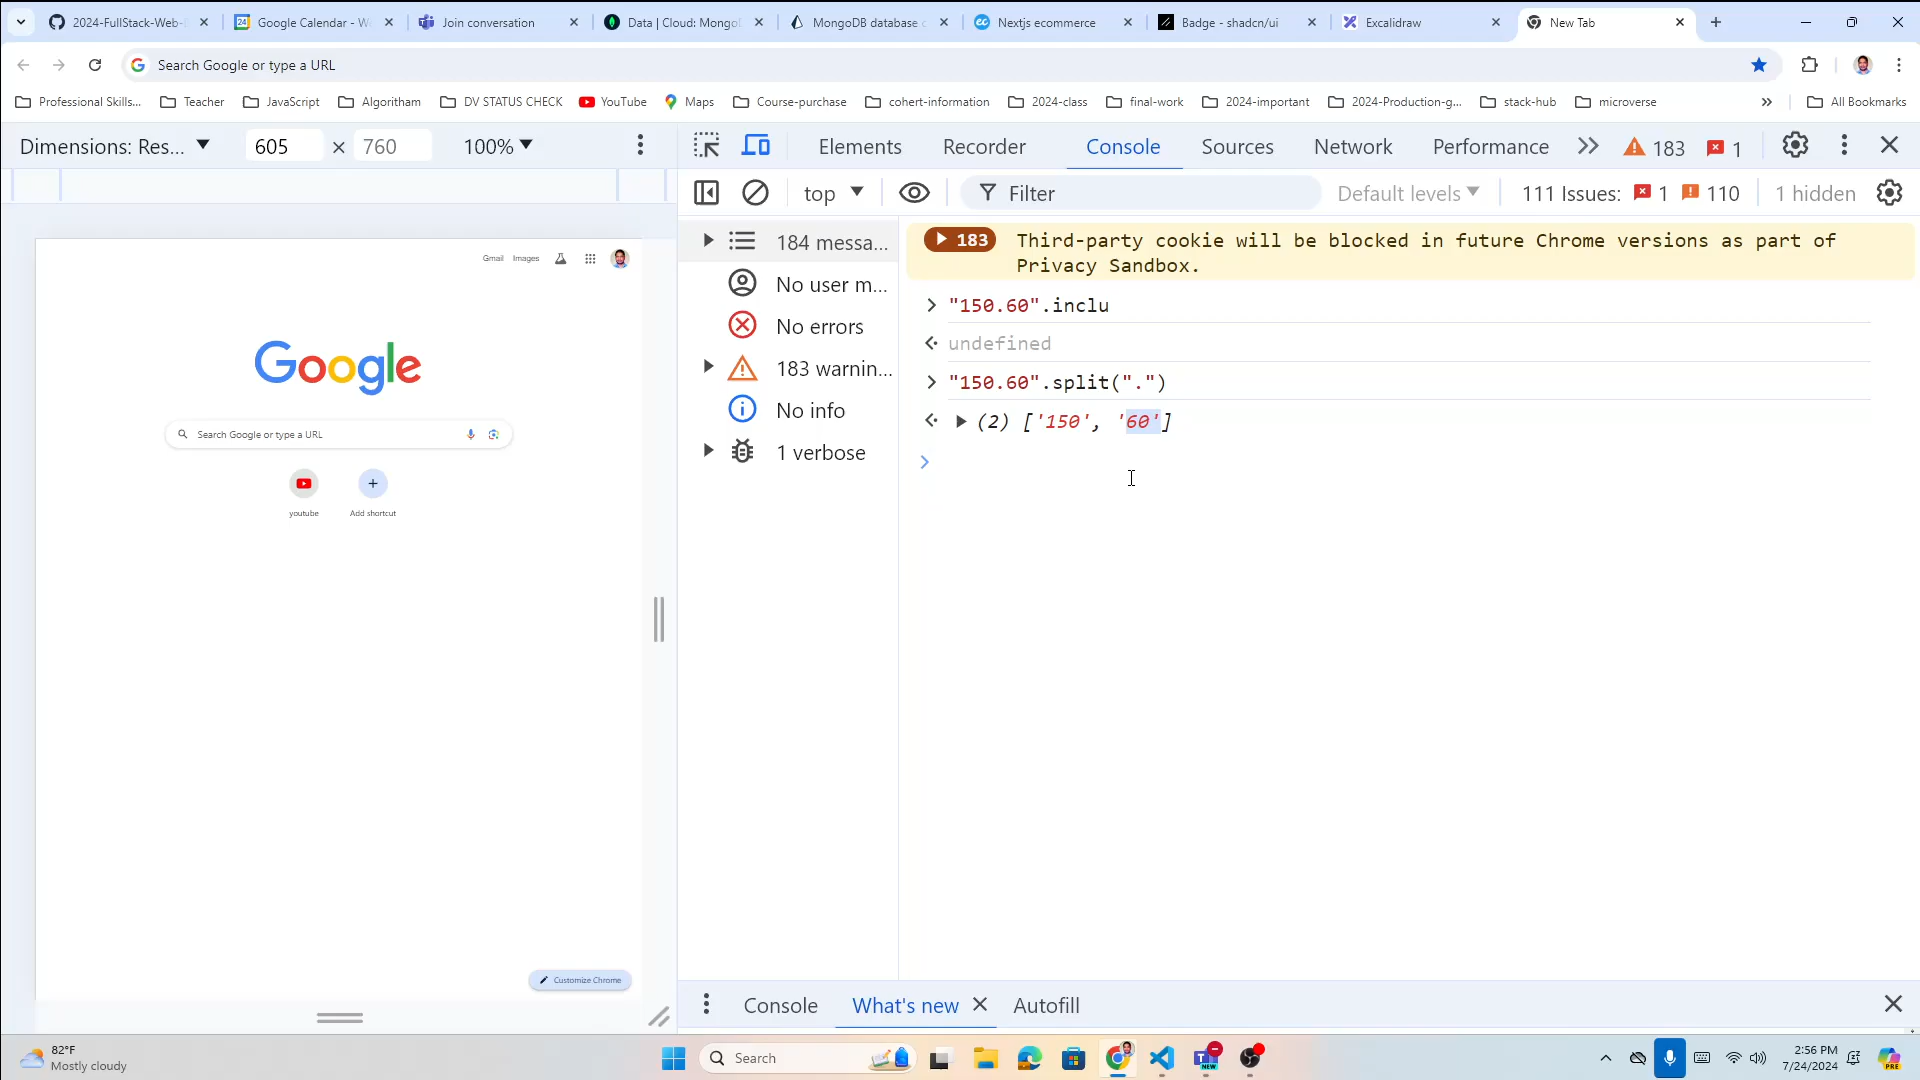 2024-FullStack-Web-
Google Calendar - W
Join conversation
Data | Cloud: Mongo
MongoDB database
Nextjs ecommerce
Badge - shadcn/ui
Excalidraw
New Tab
Search Google or type a URL
Professional Skills...
Teacher
JavaScript
Algoritham
DV STATUS CHECK
YouTube
Maps
Course-purchase
cohert-information
2024-class
final-work
2024-important
2024-Production-g...
stack-hub
microverse
»
All Bookmarks
Dimensions: Res...
605 × 760
100%
Elements
Recorder
Console
Sources
Network
Performance
»
183
1
top
Filter
Default levels
111 Issues: 1 110
1 hidden
184 messa...
No user m...
No errors
183 warnin...
No info
1 verbose
183 Third-party cookie will be blocked in future Chrome versions as part of
Privacy Sandbox.
> "150.60".inclu
undefined
> "150.60".split(".")
(2) ['150', '60']
>
Gmail Images
Google
Search Google or type a URL
youtube
Add shortcut
Customize Chrome
Console
What's new
Autofill
82°F
Mostly cloudy
Search
NEW
2:56 PM
7/24/2024
PRE